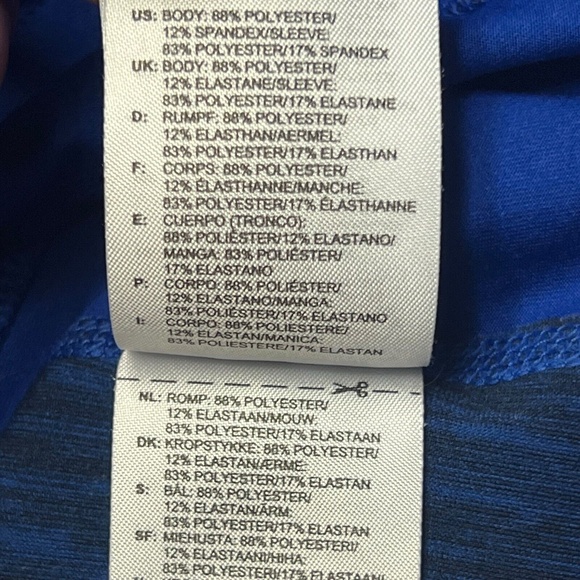 US: BODY: 88% POLYESTER/
12% SPANDEX/SLEEVE:
83% POLYESTER/17% SPANDEX
UK: BODY: 88% POLYESTER/
12% ELASTANE/SLEEVE:
83% POLYESTER/17% ELASTANE
D: RUMPF: 88% POLYESTER/
12% ELASTHAN/AERMEL:
83% POLYESTER/17% ELASTHAN
F: CORPS: 88% POLYESTER/
12% ÉLASTHANNE/MANCHE:
83% POLYESTER/17% ÉLASTHANNE
E: CUERPO (TRONCO):
88% POLIÉSTER/12% ELASTANO/
MANGA: 83% POLIÉSTER/
17% ELASTANO
P: CORPO: 88% POLIÉSTER/
12% ELASTANO/MANGA:
83% POLIÉSTER/17% ELASTANO
I: CORPO: 88% POLIESTERE/
12% ELASTAN/MANICA:
83% POLIESTERE/17% ELASTAN
NL: ROMP: 88% POLYESTER/
12% ELASTAAN/MOUW:
83% POLYESTER/17% ELASTAAN
DK: KROPSTYKKE: 88% POLYESTER/
12% ELASTAN/ÆRME:
83% POLYESTER/17% ELASTAN
S: BÅL: 88% POLYESTER/
12% ELASTAN/ÄRM:
83% POLYESTER/17% ELASTAN
SF: MIEHUSTA: 88% POLYESTERI/
12% ELASTAANI/HIHA:
83% POLYESTERI/17% ELASTAANI